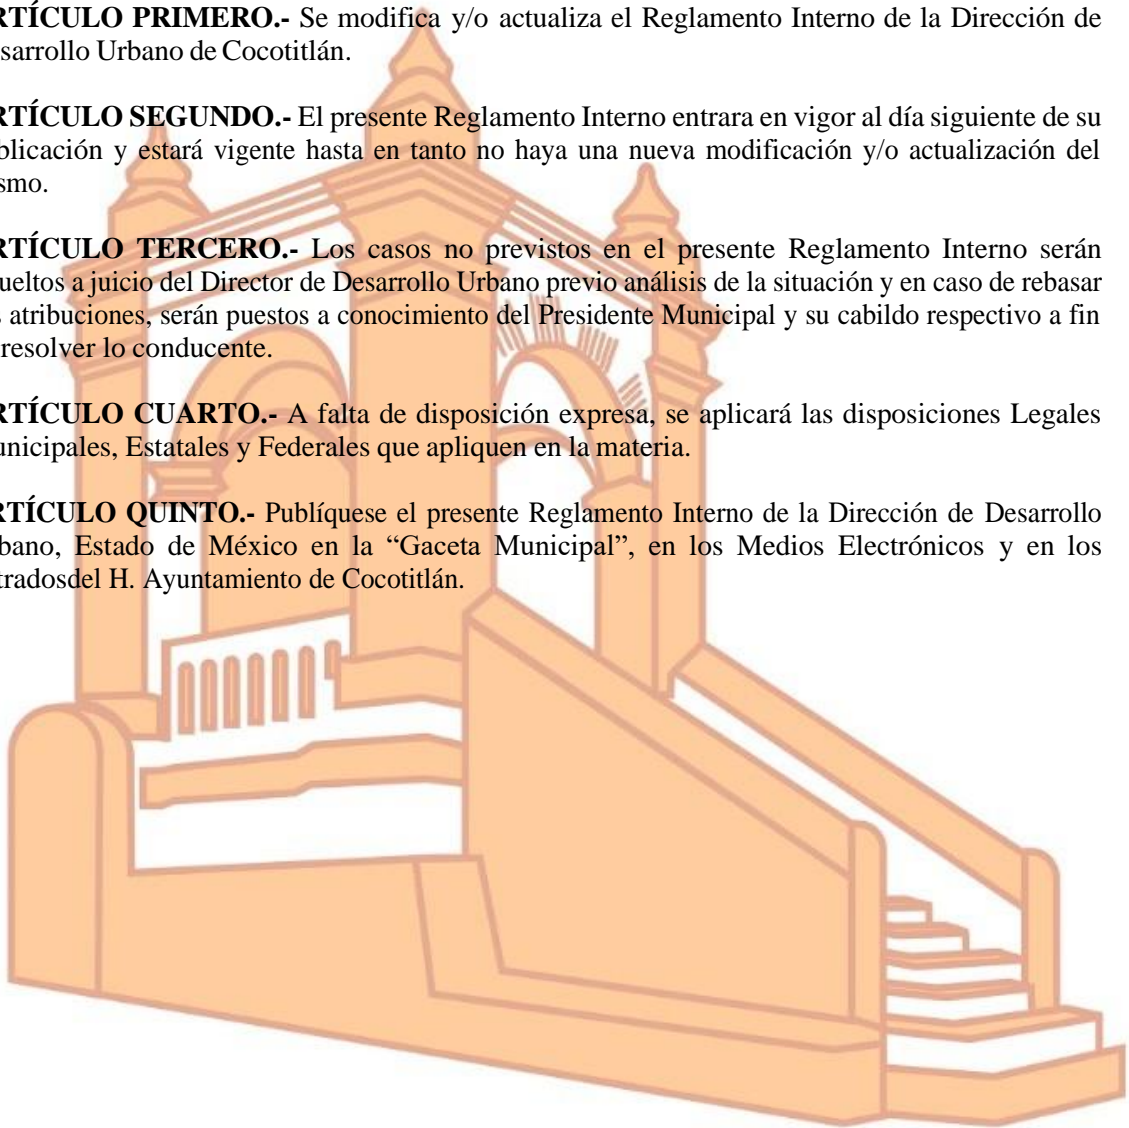 RTÍCULO PRIMERO.- Se modifica y/o actualiza el Reglamento Interno de la Dirección de
sarrollo Urbano de Cocotitlán.
RTÍCULO SEGUNDO.- El presente Reglamento Interno entrara en vigor al día siguiente de su
blicación y estará vigente hasta en tanto no haya una nueva modificación y/o actualización del
smo.
RTÍCULO TERCERO.- Los casos no previstos en el presente Reglamento Interno serán
ueltos a juicio del Director de Desarrollo Urbano previo análisis de la situación y en caso de rebasar
s atribuciones, serán puestos a conocimiento del Presidente Municipal y su cabildo respectivo a fin
resolver lo conducente.
RTÍCULO CUARTO.- A falta de disposición expresa, se aplicará las disposiciones Legales
unicipales, Estatales y Federales que apliquen en la materia.
RTÍCULO QUINTO.- Publíquese el presente Reglamento Interno de la Dirección de Desarrollo
bano, Estado de México en la “Gaceta Municipal”, en los Medios Electrónicos y en los
tradosdel H. Ayuntamiento de Cocotitlán.